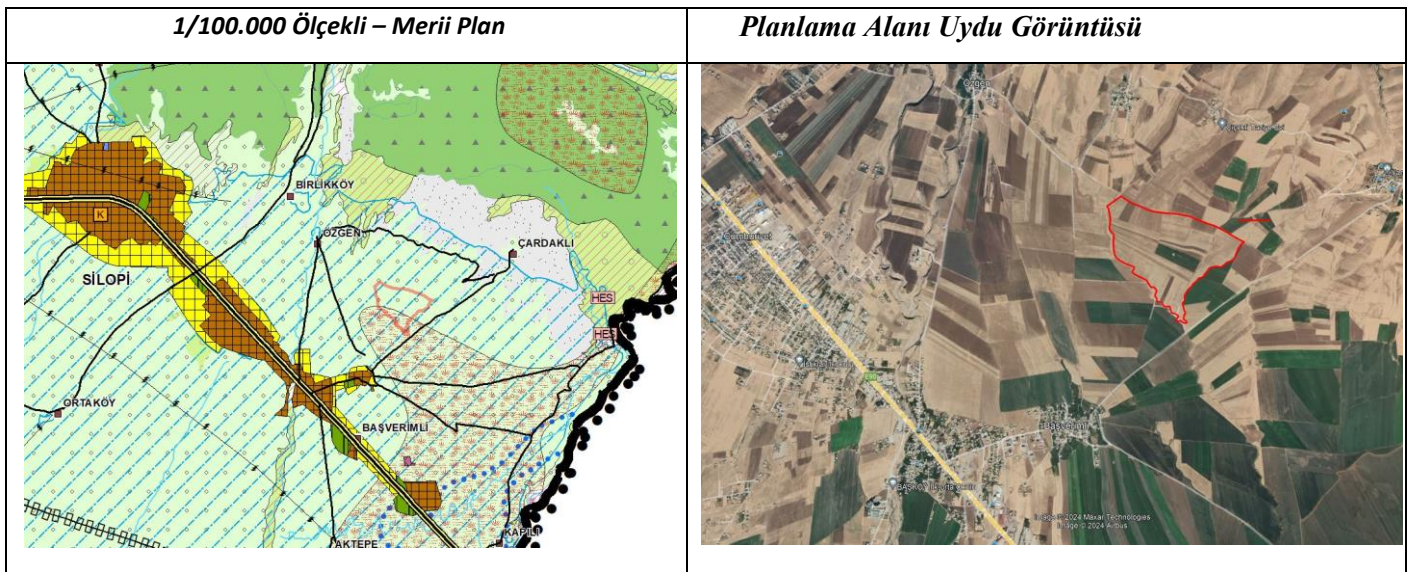 1/100.000 Ölçekli – Merii Plan
Planlama Alanı Uydu Görüntüsü
BİRLİKKÖY
ÖZGEN
ÇARDAKLI
K
SİLOPİ
HES
HES
ORTAKÖY
BAŞVERİMLİ
AKTEPE
KAPILI
Özgen
Cumhuriyet
Başverimli
Image © 2024 Maxar Technologies
Image © 2024 Airbus